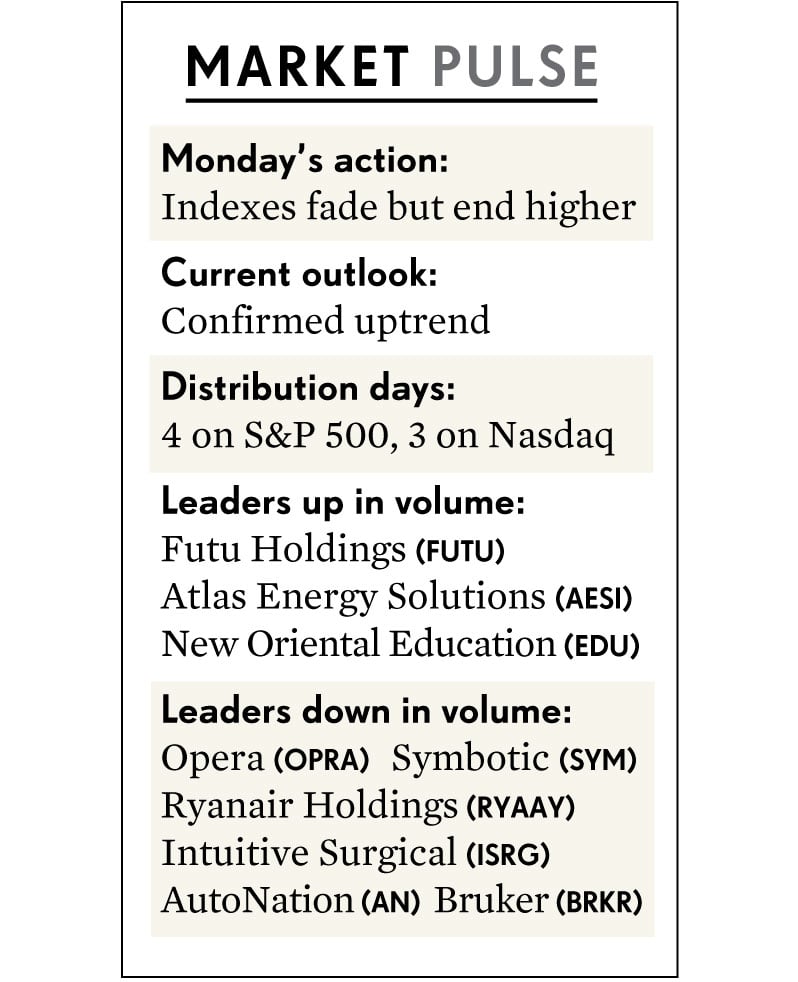 MARKET PULSE
Monday’s action:
Indexes fade but end higher
Current outlook:
Confirmed uptrend
Distribution days:
4 on S&P 500, 3 on Nasdaq
Leaders up in volume:
Futu Holdings (FUTU)
Atlas Energy Solutions (AESI)
New Oriental Education (EDU)
Leaders down in volume:
Opera (OPRA) Symbotic (SYM)
Ryanair Holdings (RYAAY)
Intuitive Surgical (ISRG)
AutoNation (AN) Bruker (BRKR)